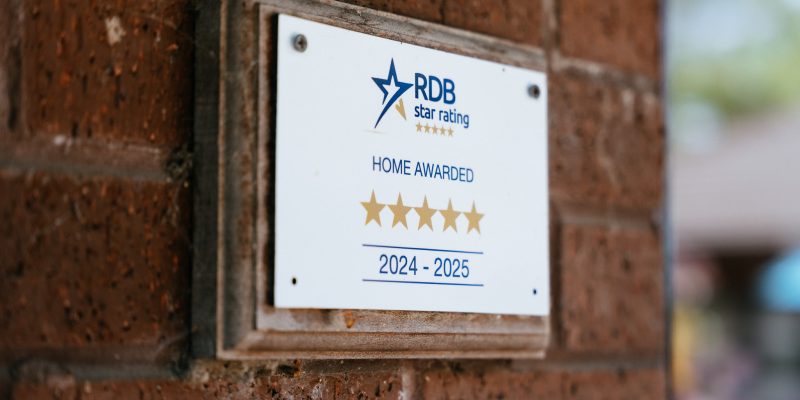 RDB
star rating
HOME AWARDED
2024 - 2025